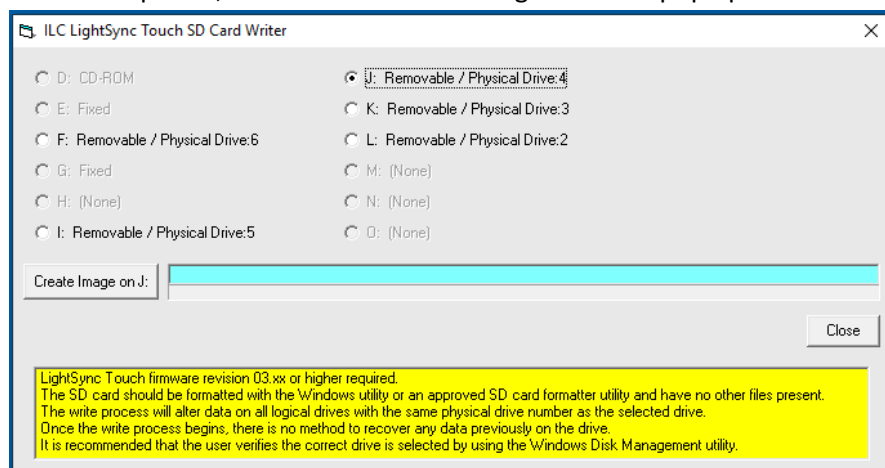 ILC LightSync Touch SD Card Writer
D: CD-ROM
E: Fixed
F: Removable / Physical Drive:6
G: Fixed
H: (None)
I: Removable / Physical Drive:5
J: Removable / Physical Drive:4
K: Removable / Physical Drive:3
L: Removable / Physical Drive:2
M: (None)
N: (None)
O: (None)
Create Image on J:
Close
LightSync Touch firmware revision 03.xx or higher required.
The SD card should be formatted with the Windows utility or an approved SD card formatter utility and have no other files present.
The write process will alter data on all logical drives with the same physical drive number as the selected drive.
Once the write process begins, there is no method to recover any data previously on the drive.
It is recommended that the user verifies the correct drive is selected by using the Windows Disk Management utility.